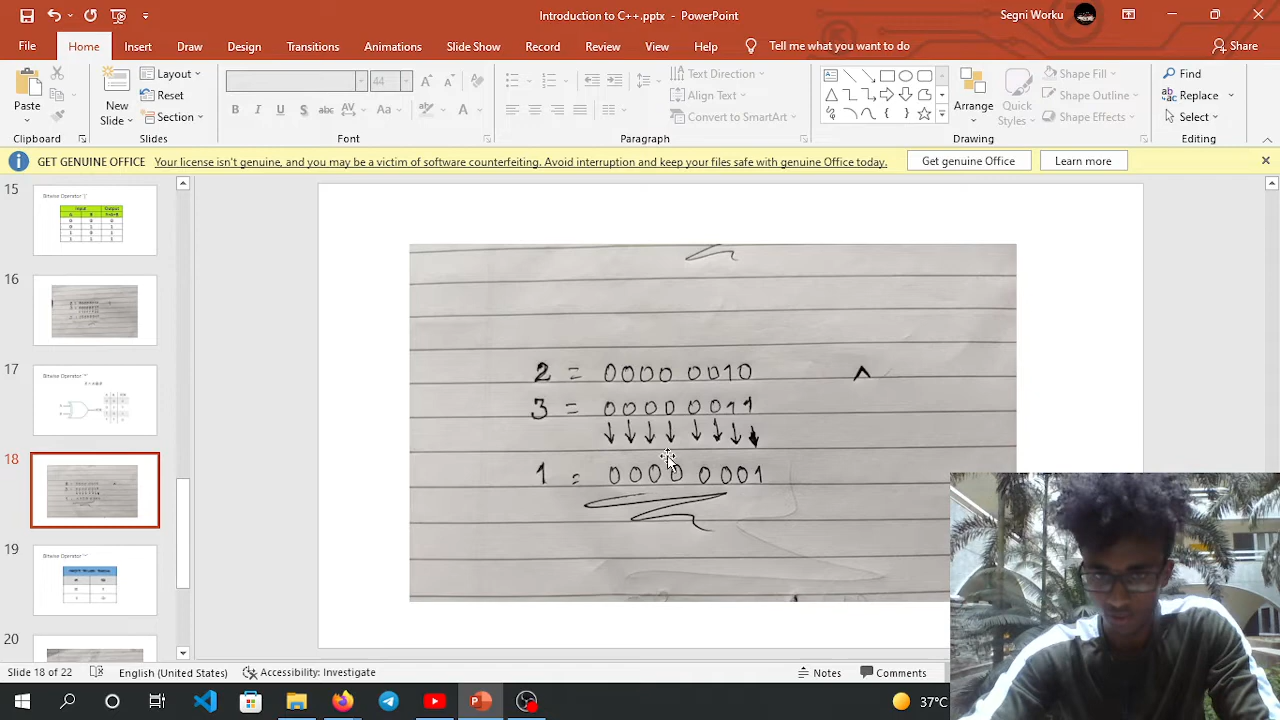 Introduction to C++.pptx - PowerPoint
Segni Worku
File Home Insert Draw Design Transitions Animations Slide Show Record Review View Help Tell me what you want to do Share
Paste
New Slide
Layout
Reset
Section
44
B I U S abc AV Aa A
Text Direction
Align Text
Convert to SmartArt
Arrange
Quick Styles
Shape Fill
Shape Outline
Shape Effects
Find
Replace
Select
Clipboard Slides Font Paragraph Drawing Editing
GET GENUINE OFFICE Your license isn't genuine, and you may be a victim of software counterfeiting. Avoid interruption and keep your files safe with genuine Office today. Get genuine Office Learn more
15
16
17
18
19
20
2 = 0000 0010 ^
3 = 0000 0011
1 = 0000 0001
Slide 18 of 22 English (United States) Accessibility: Investigate Notes Comments
37°C